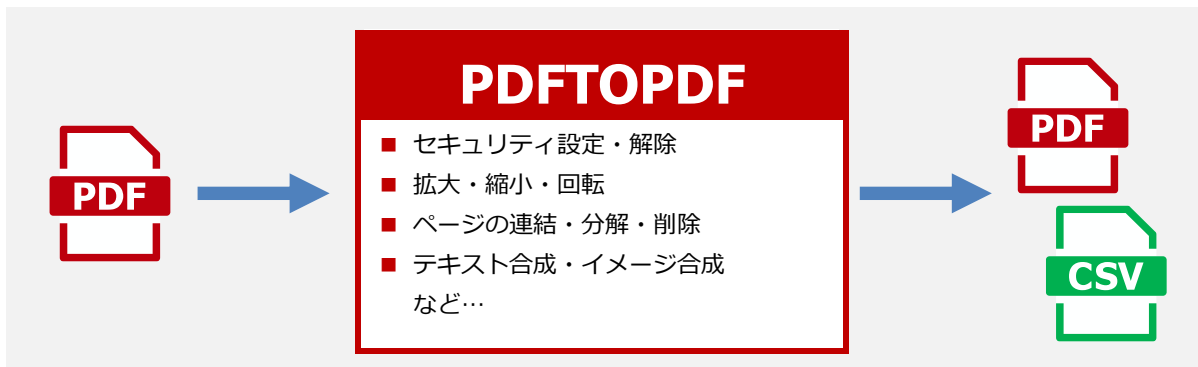 PDF
PDFTOPDF
セキュリティ設定・解除
拡大・縮小・回転
ページの連結・分解・削除
テキスト合成・イメージ合成
など…
PDF
CSV